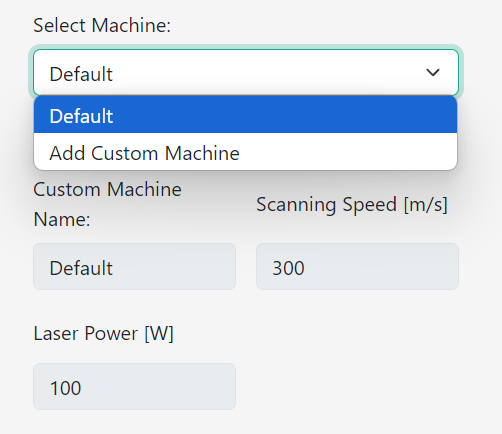 Select Machine:
Default
Default
Add Custom Machine
Custom Machine
Name:
Scanning Speed [m/s]
Default
300
Laser Power [W]
100